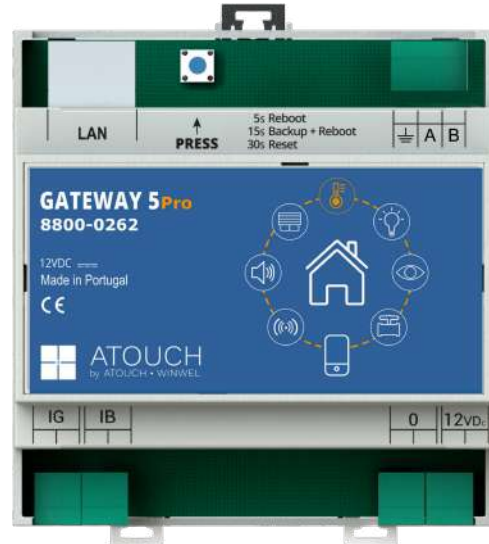 LAN
PRESS
5s Reboot
15s Backup + Reboot
30s Reset
A B
GATEWAY 5Pro
8800-0262
12VDC
Made in Portugal
CE
ATOUCH
by ATOUCH • WINWEL
IG IB
0 12VDc